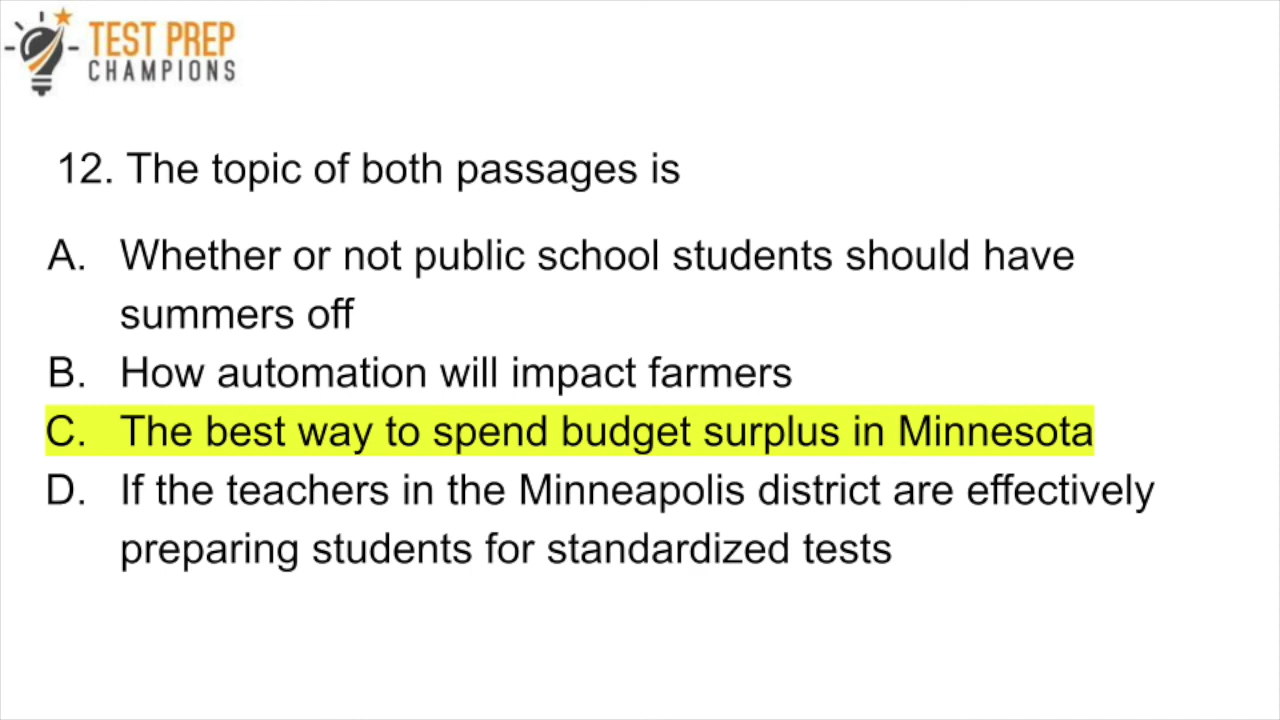 TEST PREP
CHAMPIONS
12. The topic of both passages is
A. Whether or not public school students should have
summers off
B. How automation will impact farmers
C. The best way to spend budget surplus in Minnesota
D. If the teachers in the Minneapolis district are effectively
preparing students for standardized tests